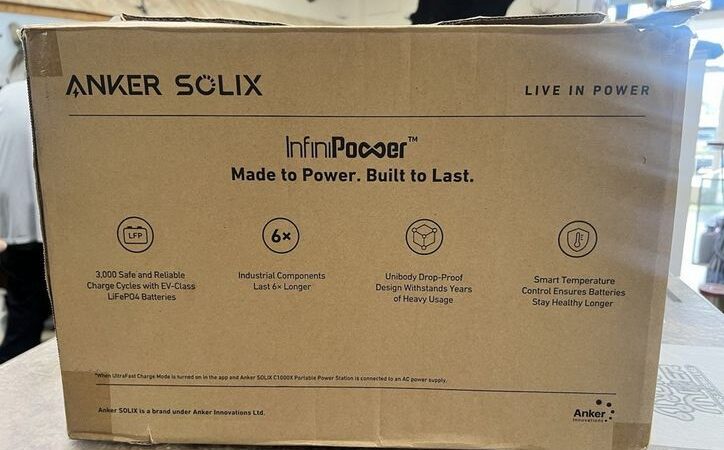 ANKER SOLIX
LIVE IN POWER
InfiniPower™
Made to Power. Built to Last.
LFP
3,000 Safe and Reliable
Charge Cycles with EV-Class
LiFePO4 Batteries
6×
Industrial Components
Last 6× Longer
Unibody Drop-Proof
Design Withstands Years
of Heavy Usage
Smart Temperature
Control Ensures Batteries
Stay Healthy Longer
*When UltraFast Charge Mode is turned on in the app and Anker SOLIX C1000X Portable Power Station is connected to an AC power supply.
Anker SOLIX is a brand under Anker Innovations Ltd.
Anker
Innovations